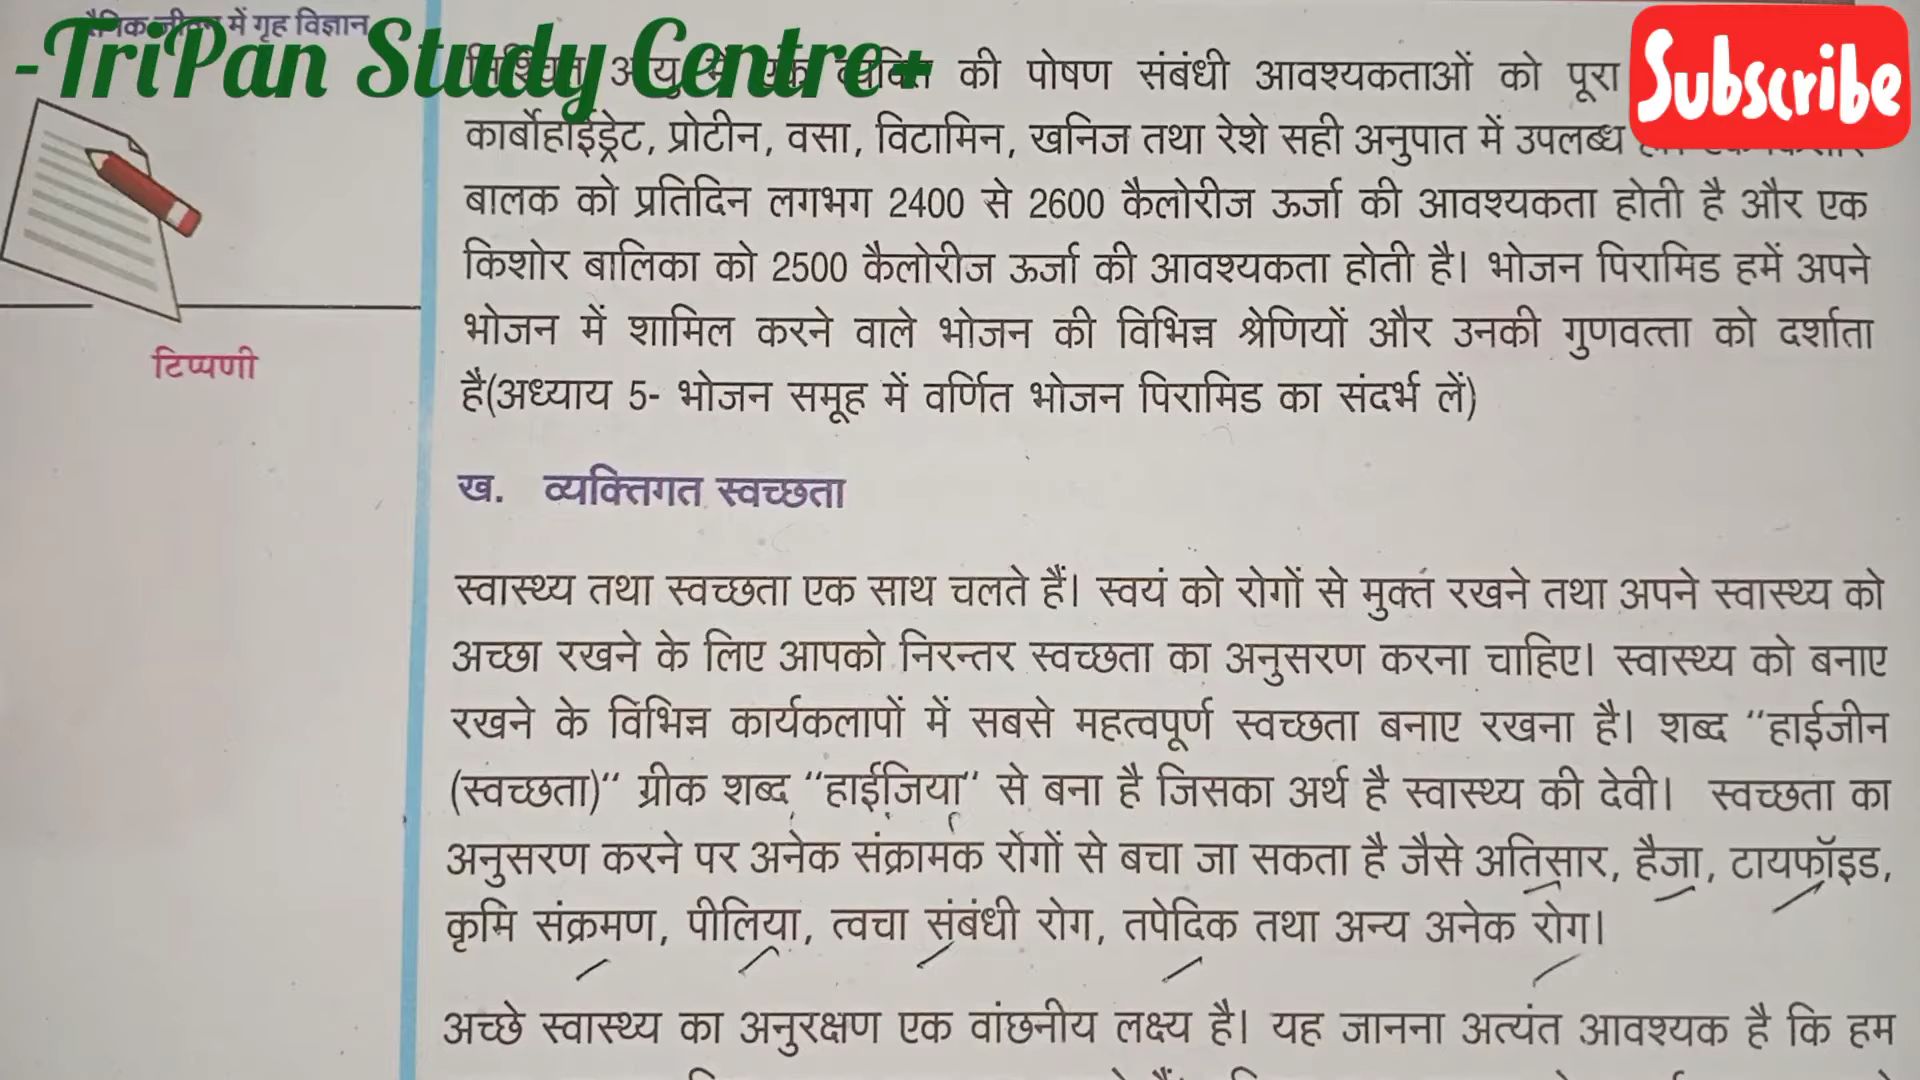 जीवन में गृह विज्ञान
-TriPan Study Centre+
Subscribe
की पोषण संबंधी आवश्यकताओं को पूरा
कार्बोहाईड्रेट, प्रोटीन, वसा, विटामिन, खनिज तथा रेशे सही अनुपात में उपलब्ध
बालक को प्रतिदिन लगभग 2400 से 2600 कैलोरीज ऊर्जा की आवश्यकता होती है और एक
किशोर बालिका को 2500 कैलोरीज ऊर्जा की आवश्यकता होती है। भोजन पिरामिड हमें अपने
भोजन में शामिल करने वाले भोजन की विभिन्न श्रेणियों और उनकी गुणवत्ता को दर्शाता
है(अध्याय 5- भोजन समूह में वर्णित भोजन पिरामिड का संदर्भ लें)
टिप्पणी
ख. व्यक्तिगत स्वच्छता
स्वास्थ्य तथा स्वच्छता एक साथ चलते हैं। स्वयं को रोगों से मुक्त रखने तथा अपने स्वास्थ्य को
अच्छा रखने के लिए आपको निरन्तर स्वच्छता का अनुसरण करना चाहिए। स्वास्थ्य को बनाए
रखने के विभिन्न कार्यकलापों में सबसे महत्वपूर्ण स्वच्छता बनाए रखना है। शब्द “हाईजीन
(स्वच्छता)“ ग्रीक शब्द “हाईजिया“ से बना है जिसका अर्थ है स्वास्थ्य की देवी। स्वच्छता का
अनुसरण करने पर अनेक संक्रामक रोगों से बचा जा सकता है जैसे अतिसार, हैजा, टायफॉइड,
कृमि संक्रमण, पीलिया, त्वचा संबंधी रोग, तपेदिक तथा अन्य अनेक रोग।
अच्छे स्वास्थ्य का अनुरक्षण एक वांछनीय लक्ष्य है। यह जानना अत्यंत आवश्यक है कि हम